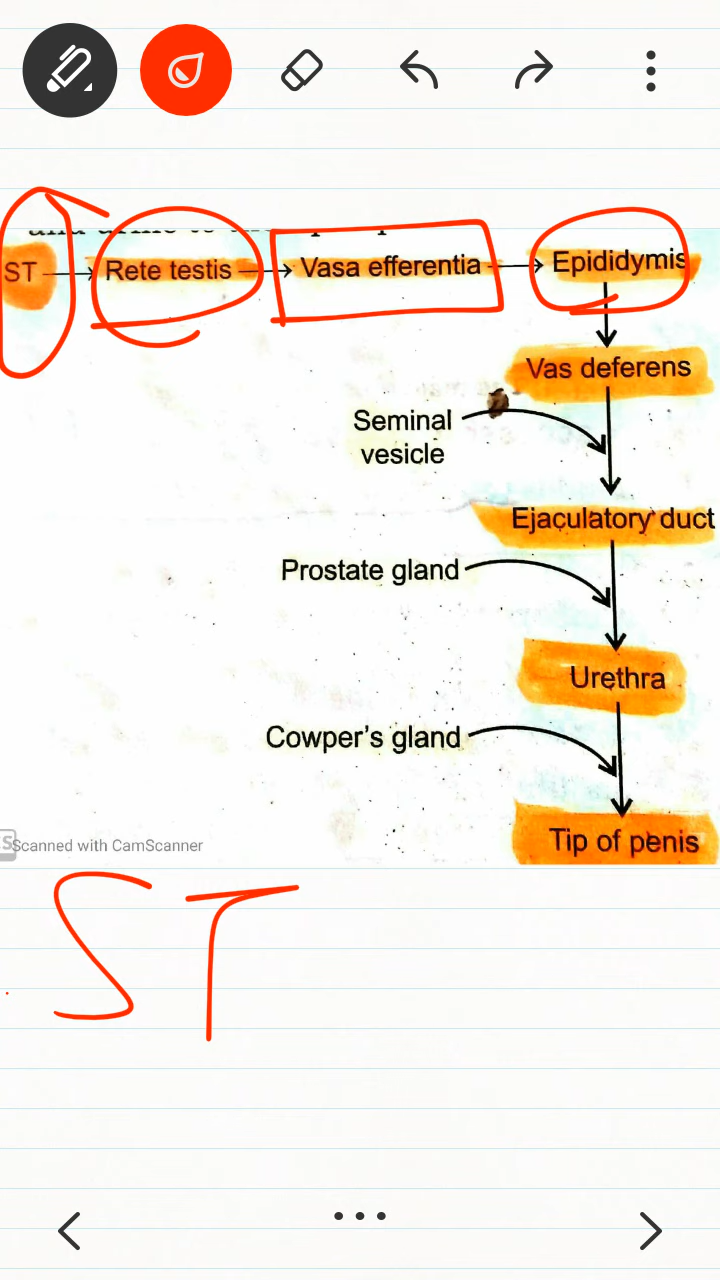 ST → Rete testis → Vasa efferentia → Epididymis
Vas deferens
Seminal
vesicle
Ejaculatory duct
Prostate gland
Urethra
Cowper's gland
Tip of penis
CS Scanned with CamScanner
ST